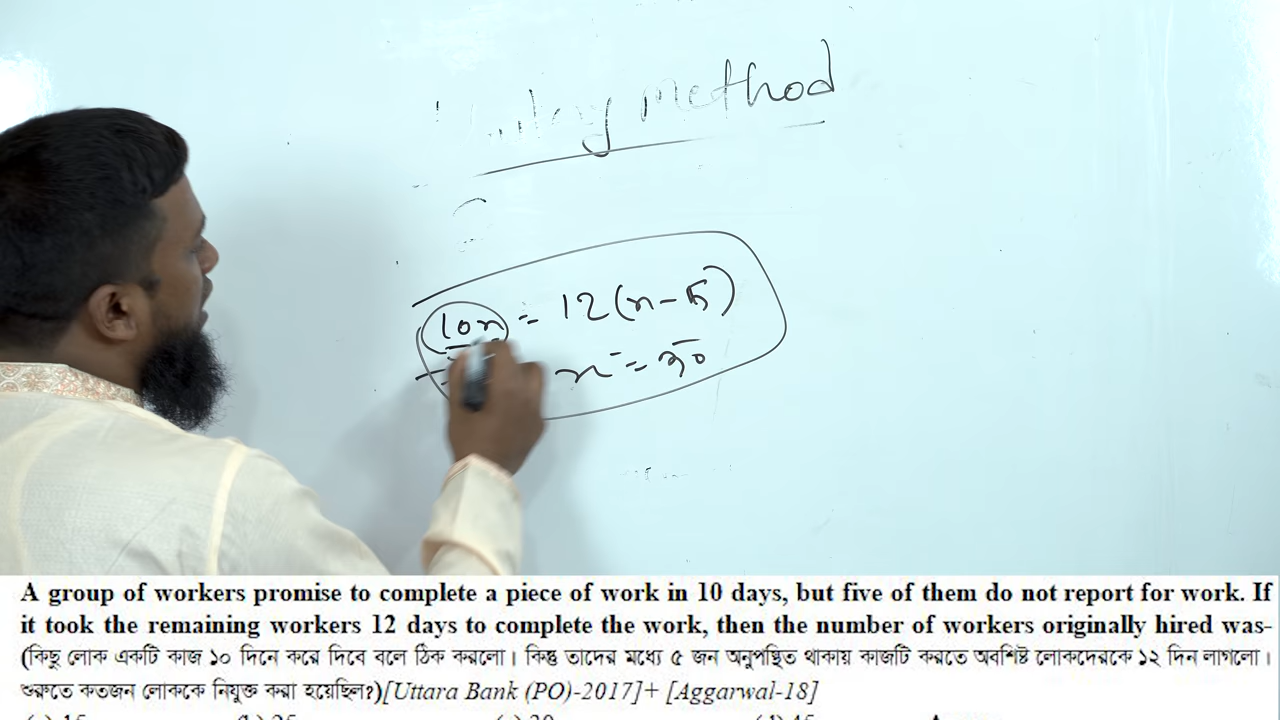 method
10x = 12(x-5)
x = 30
A group of workers promise to complete a piece of work in 10 days, but five of them do not report for work. If
it took the remaining workers 12 days to complete the work, then the number of workers originally hired was-
(কিছু লোক একটি কাজ ১০ দিনে করে দিবে বলে ঠিক করলো। কিন্তু তাদের মধ্যে ৫ জন অনুপস্থিত থাকায় কাজটি করতে অবশিষ্ট লোকদেরকে ১২ দিন লাগলো।
শুরুতে কতজন লোককে নিযুক্ত করা হয়েছিল?)[Uttara Bank (PO)-2017]+ [Aggarwal-18]